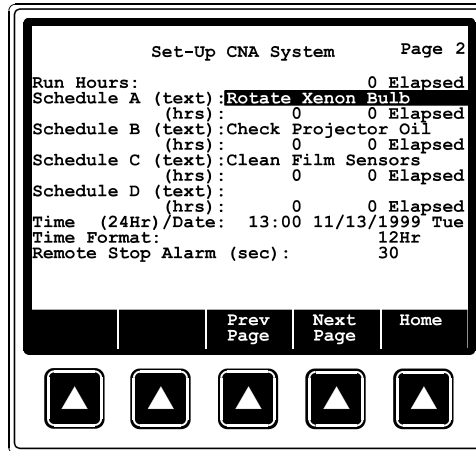 Set-Up CNA System Page 2
Run Hours: 0 Elapsed
Schedule A (text):Rotate Xenon Bulb
(hrs): 0 0 Elapsed
Schedule B (text):Check Projector Oil
(hrs): 0 0 Elapsed
Schedule C (text):Clean Film Sensors
(hrs): 0 0 Elapsed
Schedule D (text):
(hrs): 0 0 Elapsed
Time (24Hr)/Date: 13:00 11/13/1999 Tue
Time Format: 12Hr
Remote Stop Alarm (sec): 30
Prev Page Next Page Home